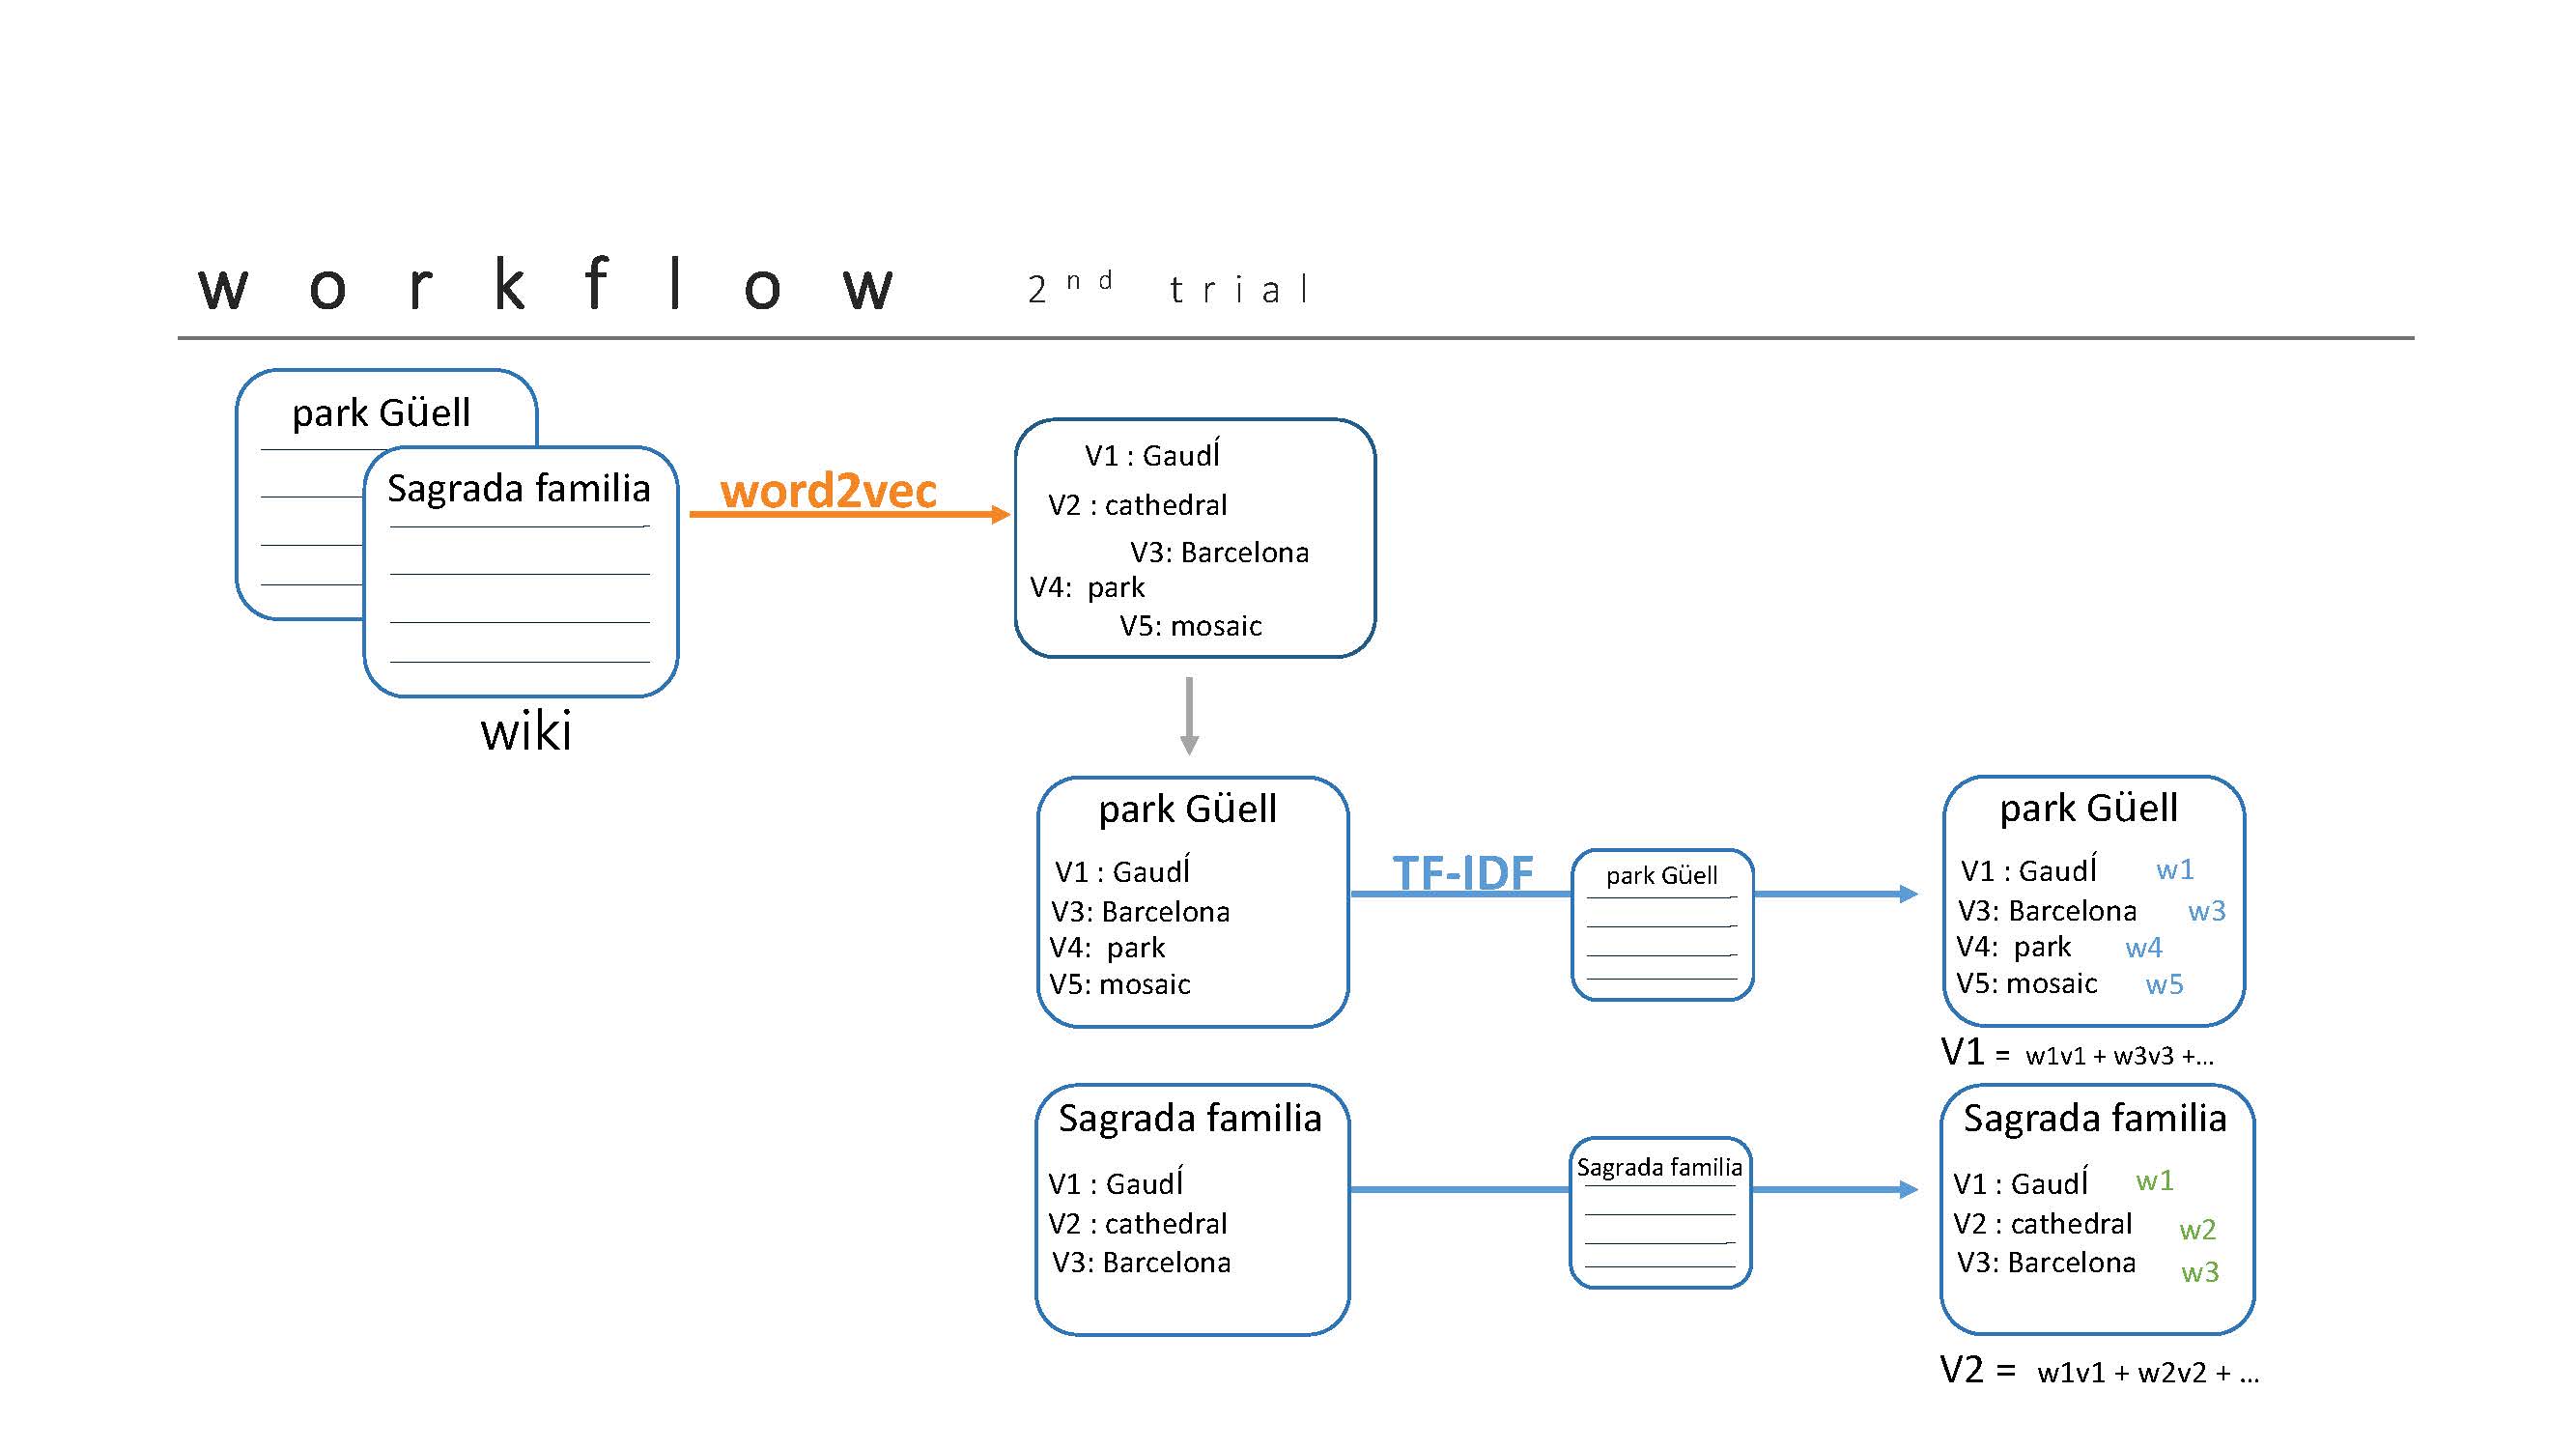 workflow 2nd trial
park Güell
Sagrada familia
wiki
word2vec
V1 : GaudÍ
V2 : cathedral
V3: Barcelona
V4: park
V5: mosaic
park Güell
V1 : GaudÍ
V3: Barcelona
V4: park
V5: mosaic
TF-IDF
park Güell
park Güell
V1 : GaudÍ w1
V3: Barcelona w3
V4: park w4
V5: mosaic w5
V1 = w1v1 + w3v3 +...
Sagrada familia
V1 : GaudÍ
V2 : cathedral
V3: Barcelona
Sagrada familia
Sagrada familia
V1 : GaudÍ w1
V2 : cathedral w2
V3: Barcelona w3
V2 = w1v1 + w2v2 + ...